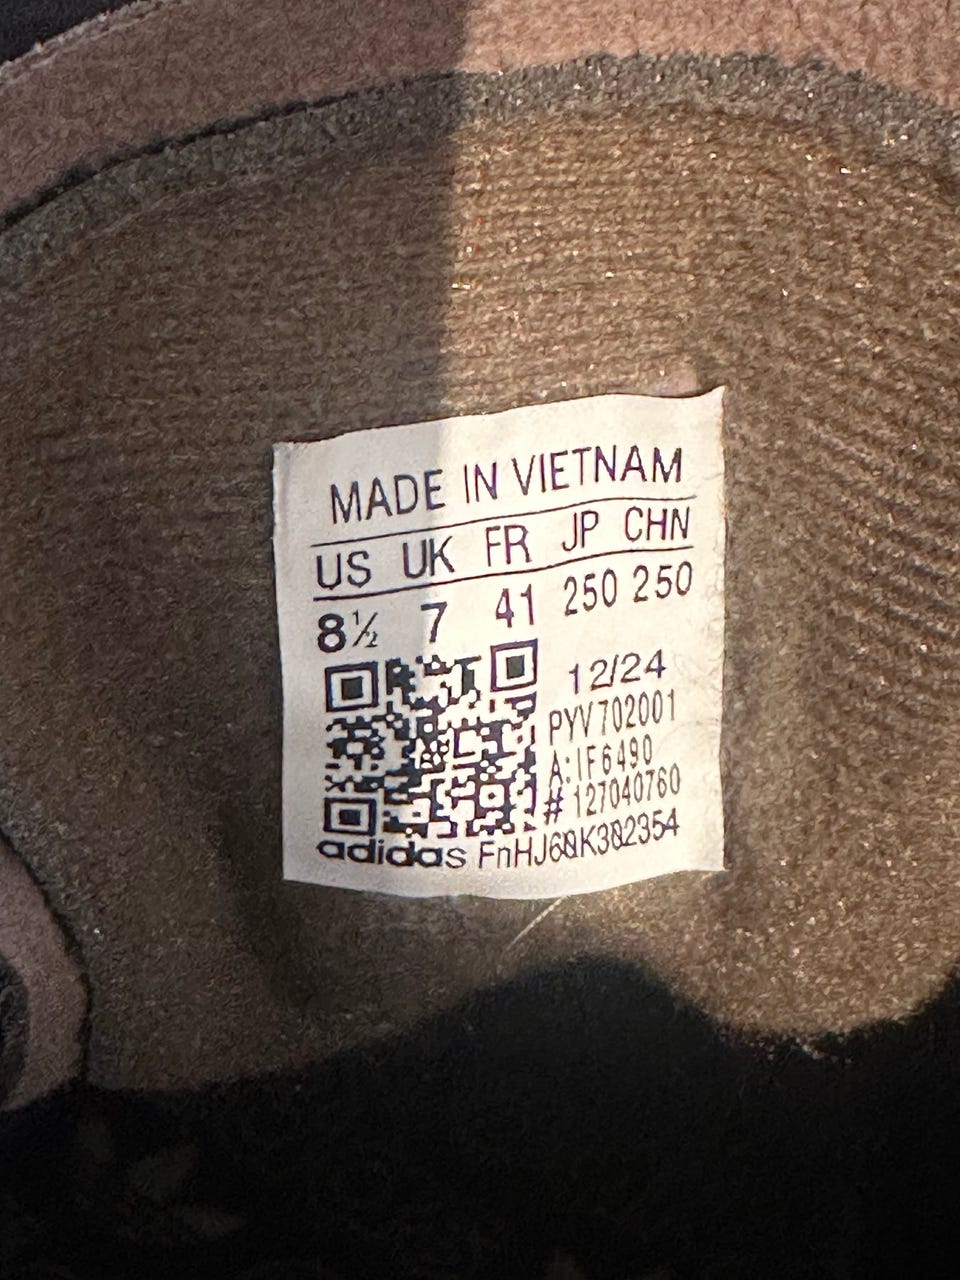 MADE IN VIETNAM
US UK FR JP CHN
8½ 7 41 250 250
12/24
PYV702001
A: IF6490
# 127040760
adidas